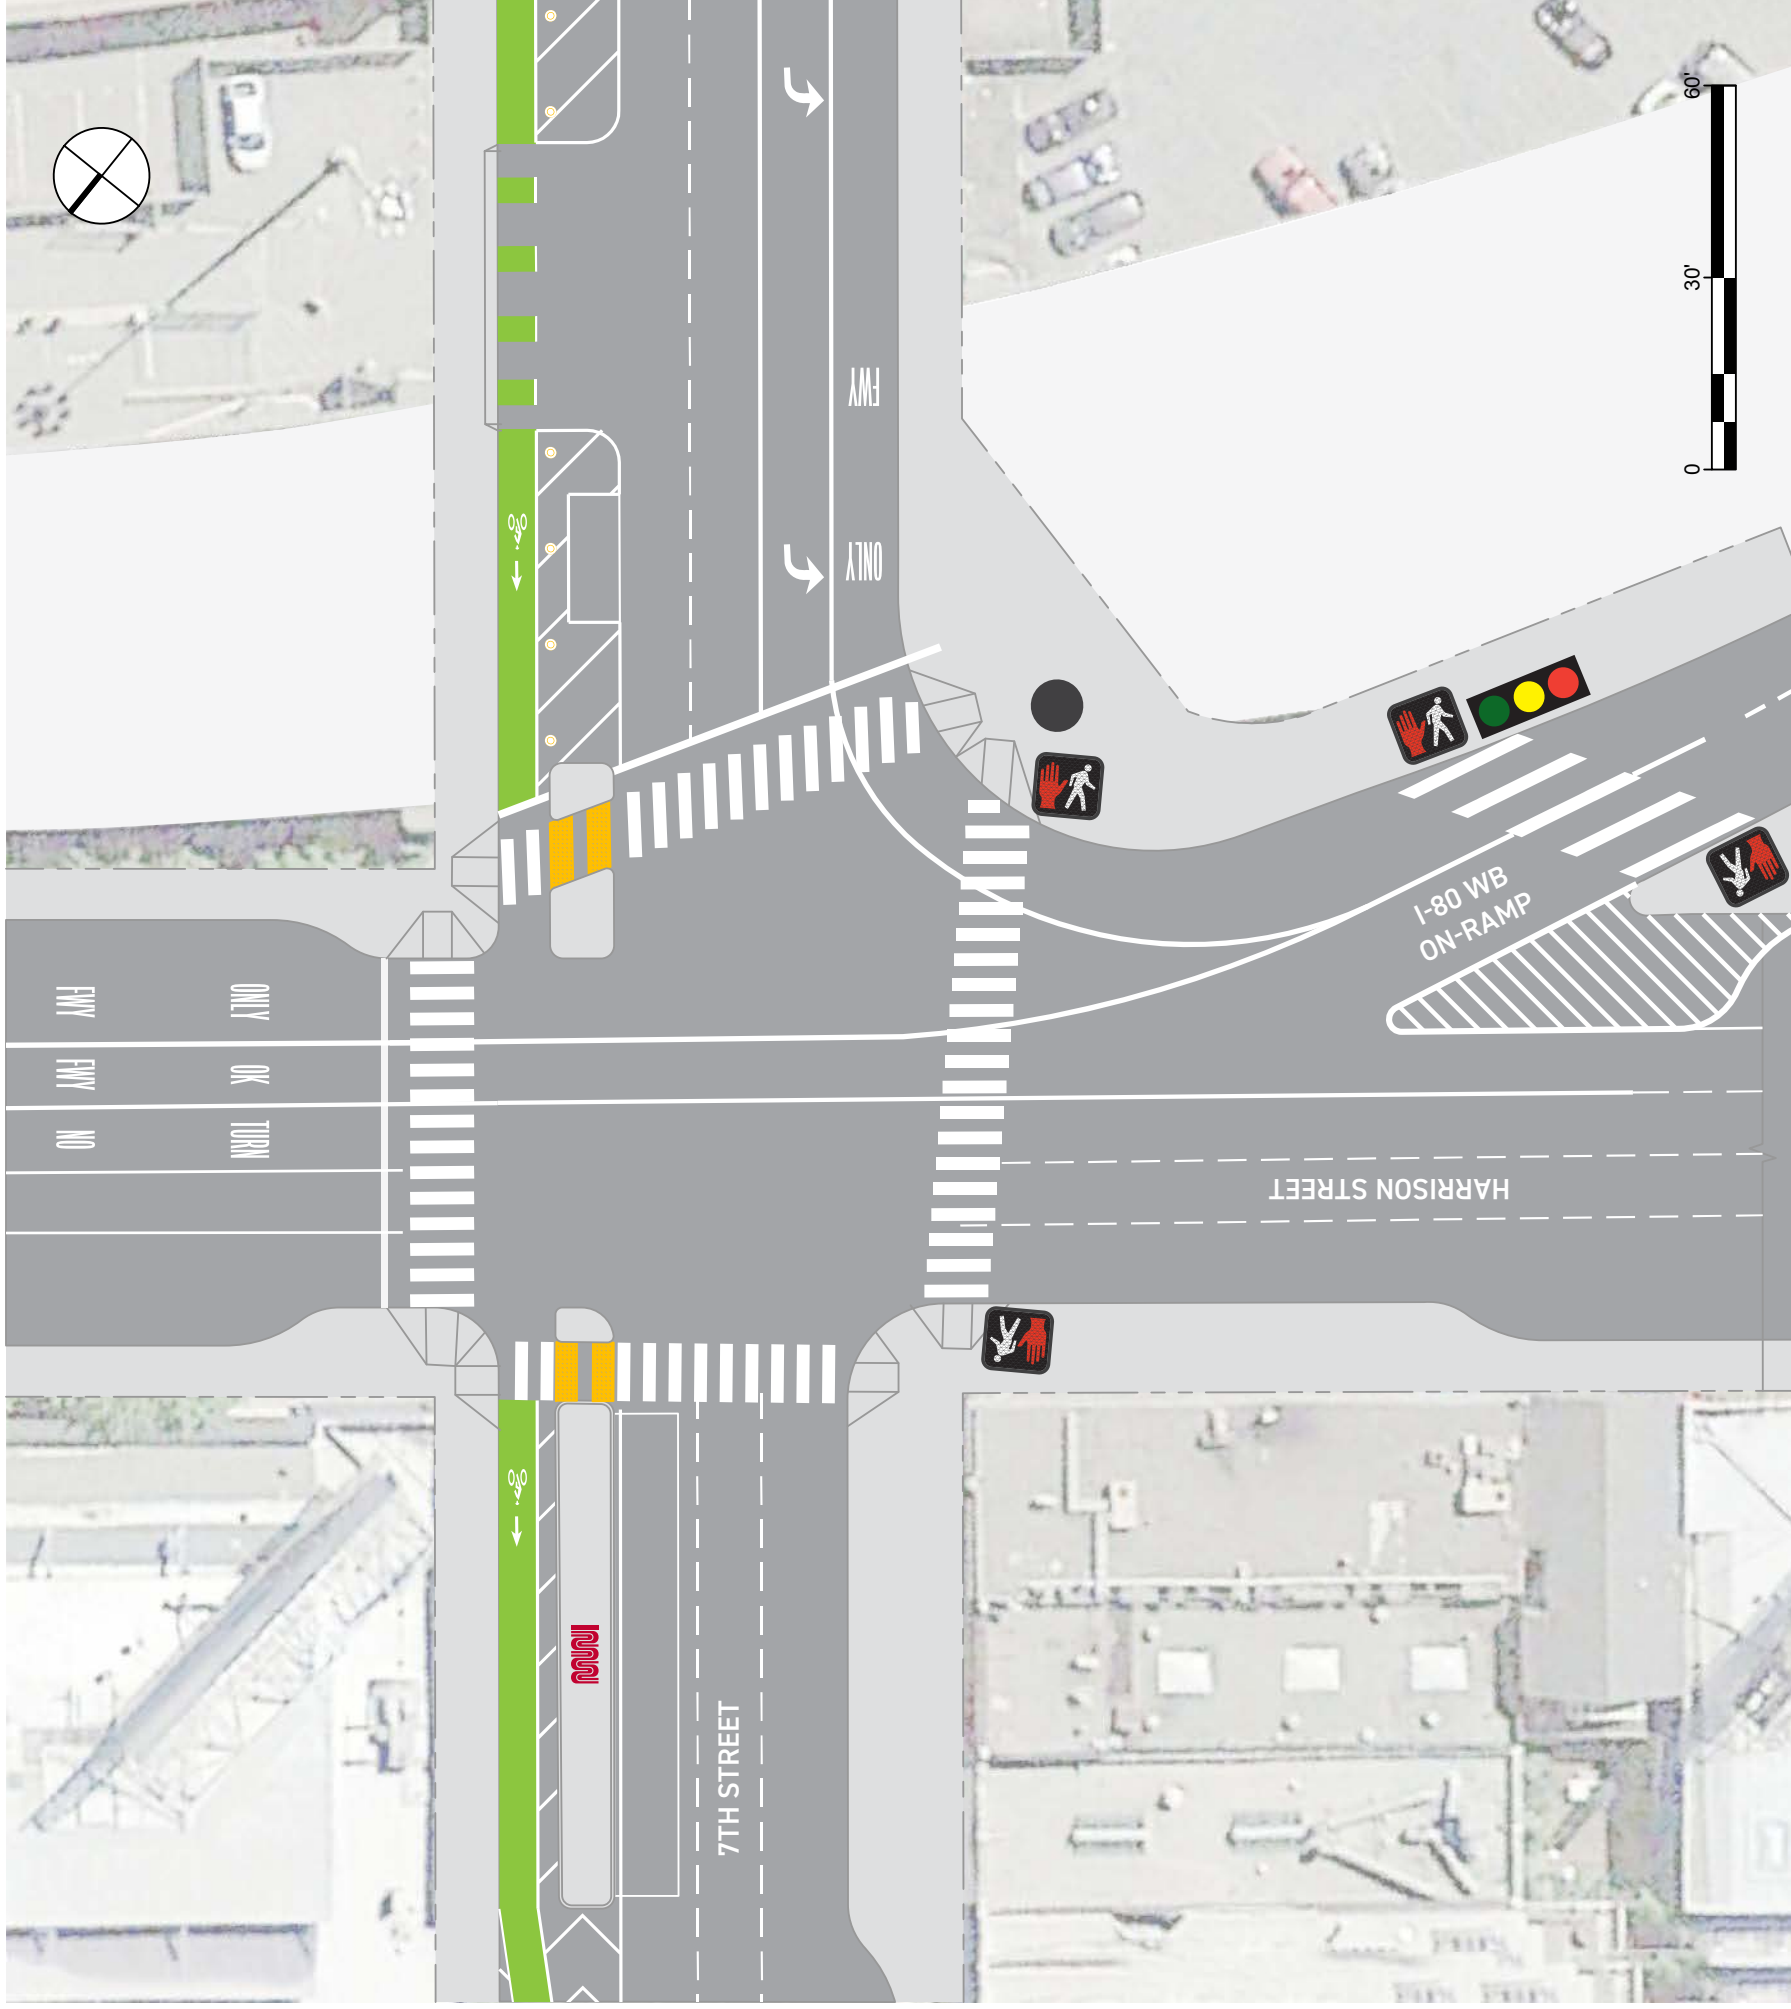 60'
30'
0
FWY
ONLY
I-80 WB
ON-RAMP
FWY ONLY
FWY OK
NO TURN
HARRISON STREET
7TH STREET